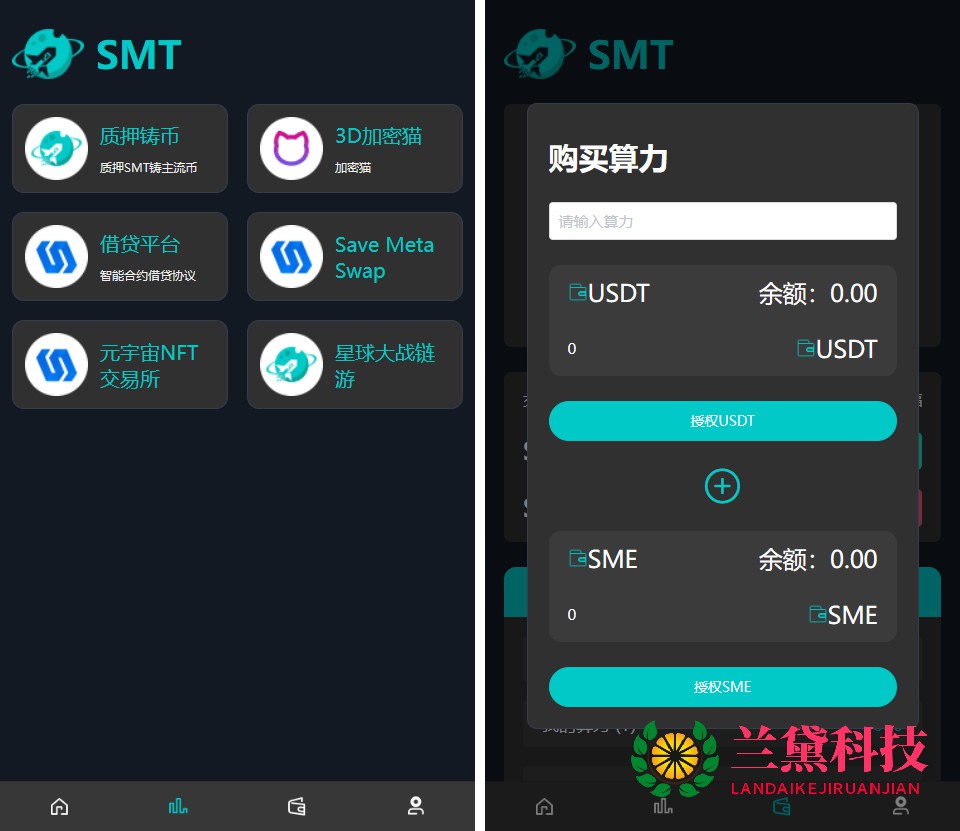 SMT
质押铸币
质押SMT铸主流币
3D加密猫
加密猫
借贷平台
智能合约借贷协议
Save Meta
Swap
元宇宙NFT
交易所
星球大战链
游
SMT
购买算力
请输入算力
USDT
余额：0.00
0
USDT
授权USDT
SME
余额：0.00
0
SME
授权SME
兰黛科技
LANDAIKEJIRUANJIAN